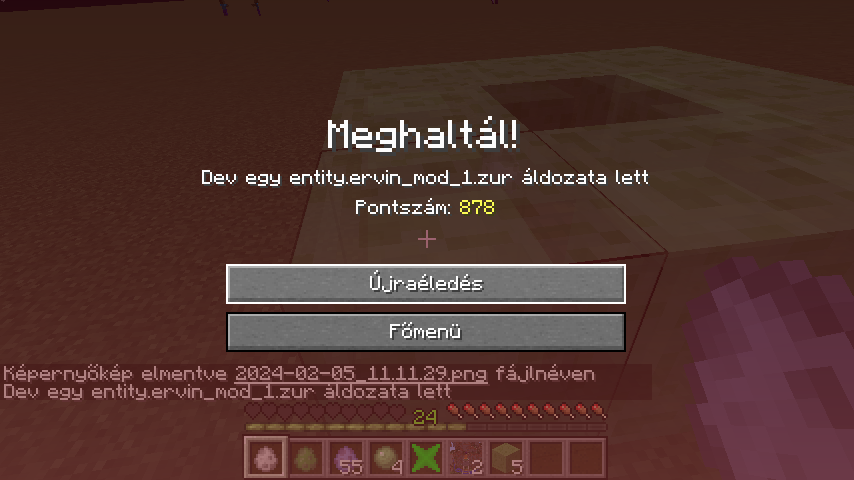 Meghaltál!
Dev egy entity.ervin_mod_1.zur áldozata lett
Pontszám: 878
Újraéledés
Főmenü
Képernyőkép elmentve 2024-02-05_11.11.29.png fájlnéven
Dev egy entity.ervin_mod_1.zur áldozata lett
24
55 4 2 5